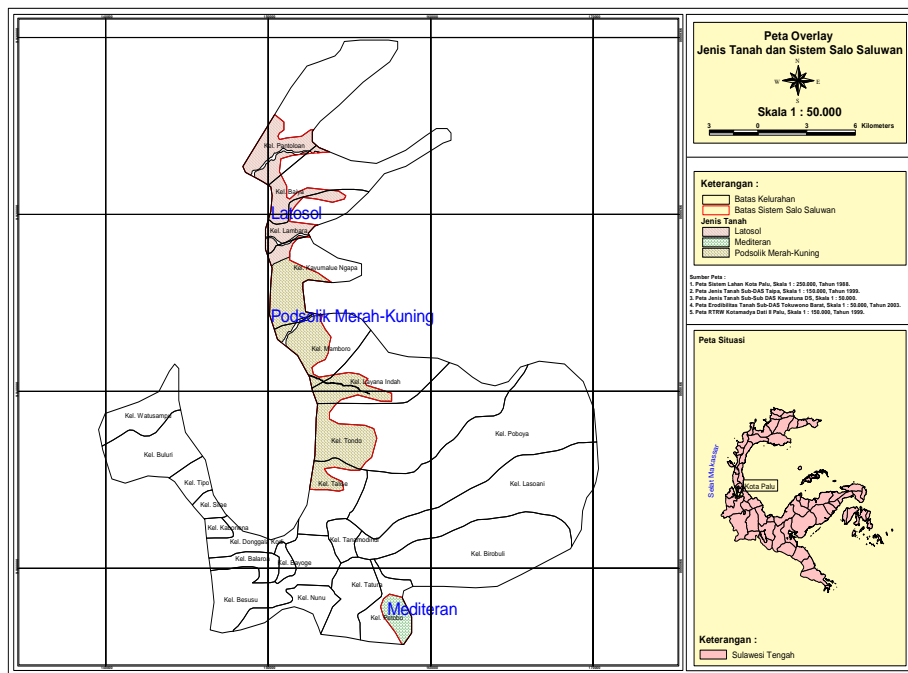 Peta Overlay
Jenis Tanah dan Sistem Salo Saluwan
N
W E
S
Skala 1 : 50.000
3 0 3 6 Kilometers
Keterangan :
Batas Kelurahan
Batas Sistem Salo Saluwan
Jenis Tanah
Latosol
Mediteran
Podsolik Merah-Kuning
Sumber Peta :
1. Peta Sistem Lahan Kota Palu, Skala 1 : 250.000, Tahun 1988.
2. Peta Jenis Tanah Sub-DAS Taipa, Skala 1 : 150.000, Tahun 1999.
3. Peta Jenis Tanah Sub-Sub DAS Kawatuna DS, Skala 1 : 50.000.
4. Peta Erodibilitas Tanah Sub-DAS Tokuwono Barat, Skala 1 : 50.000, Tahun 2003.
5. Peta RTRW Kotamadya Dati II Palu, Skala 1 : 150.000, Tahun 1999.
Peta Situasi
Selat Makassar
Kota Palu
Keterangan :
Sulawesi Tengah
Kel. Pantoloan
Kel. Baiya
Latosol
Kel. Lambara
Kel. Kayumalue Ngapa
Podsolik Merah-Kuning
Kel. Mamboro
Kel. Layana Indah
Kel. Watusampu
Kel. Buluri
Kel. Tondo
Kel. Poboya
Kel. Tipo
Kel. Talise
Kel. Lasoani
Kel. Silae
Kel. Kabonena
Kel. Donggala Kodi
Kel. Tanamodindi
Kel. Balaroa
Kel. Bayoge
Kel. Birobuli
Kel. Tatura
Kel. Besusu
Kel. Nunu
Mediteran
Kel. Petobo